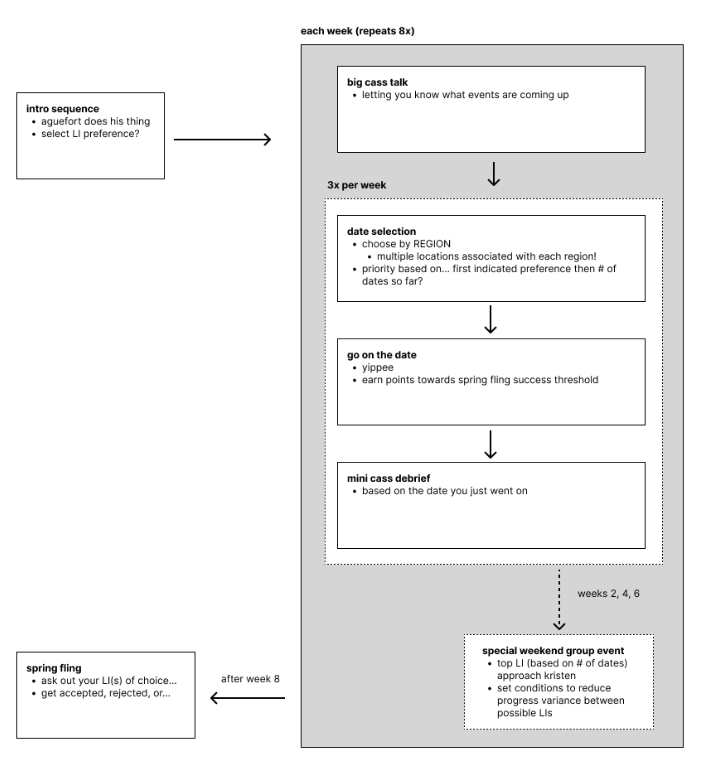 each week (repeats 8x)
intro sequence
• aguefort does his thing
• select LI preference?
big cass talk
• letting you know what events are coming up
3x per week
date selection
• choose by REGION
• multiple locations associated with each region!
• priority based on... first indicated preference then # of
dates so far?
go on the date
• yippee
• earn points towards spring fling success threshold
mini cass debrief
• based on the date you just went on
weeks 2, 4, 6
special weekend group event
• top LI (based on # of dates)
approach kristen
• set conditions to reduce
progress variance between
possible LIs
after week 8
spring fling
• ask out your LI(s) of choice...
• get accepted, rejected, or...